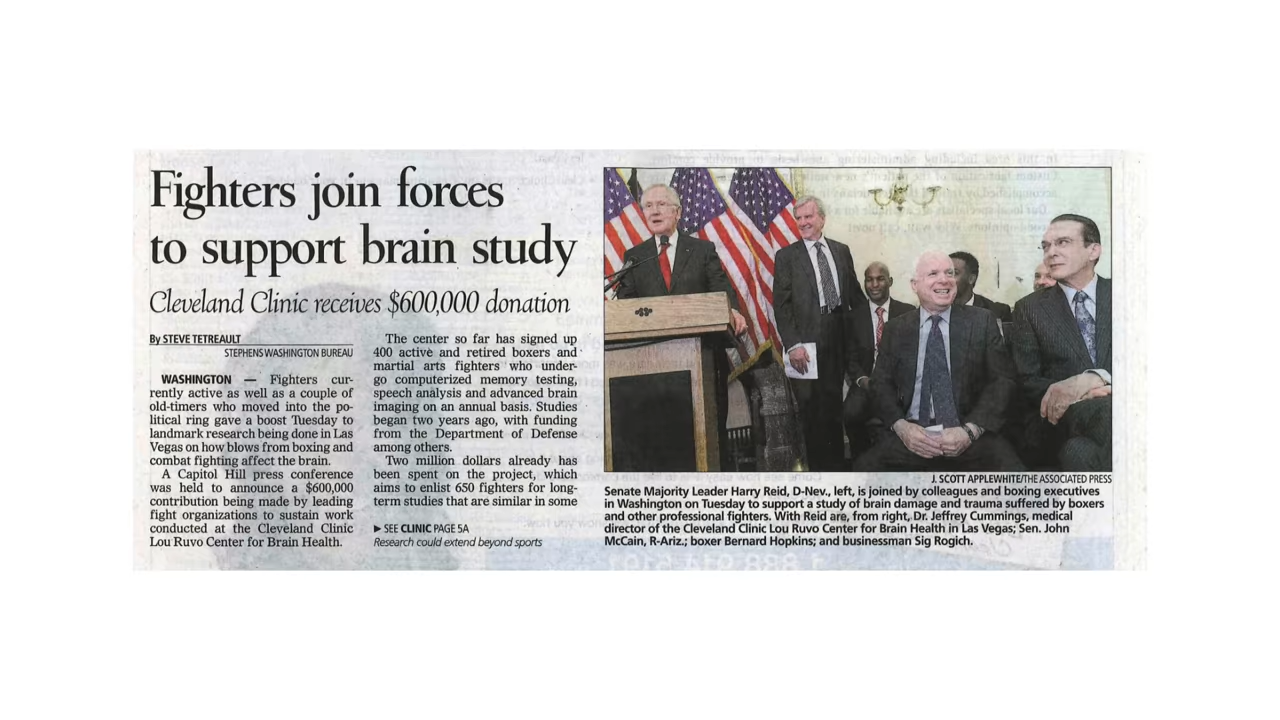 Fighters join forces
to support brain study
Cleveland Clinic receives $600,000 donation
By STEVE TETREAULT
STEPHENS WASHINGTON BUREAU
WASHINGTON — Fighters cur-
rently active as well as a couple of
old-timers who moved into the po-
litical ring gave a boost Tuesday to
landmark research being done in Las
Vegas on how blows from boxing and
combat fighting affect the brain.
A Capitol Hill press conference
was held to announce a $600,000
contribution being made by leading
fight organizations to sustain work
conducted at the Cleveland Clinic
Lou Ruvo Center for Brain Health.
The center so far has signed up
400 active and retired boxers and
martial arts fighters who under-
go computerized memory testing,
speech analysis and advanced brain
imaging on an annual basis. Studies
began two years ago, with funding
from the Department of Defense
among others.
Two million dollars already has
been spent on the project, which
aims to enlist 650 fighters for long-
term studies that are similar in some
▶ SEE CLINIC PAGE 5A
Research could extend beyond sports
J. SCOTT APPLEWHITE/THE ASSOCIATED PRESS
Senate Majority Leader Harry Reid, D-Nev., left, is joined by colleagues and boxing executives
in Washington on Tuesday to support a study of brain damage and trauma suffered by boxers
and other professional fighters. With Reid are, from right, Dr. Jeffrey Cummings, medical
director of the Cleveland Clinic Lou Ruvo Center for Brain Health in Las Vegas; Sen. John
McCain, R-Ariz.; boxer Bernard Hopkins; and businessman Sig Rogich.